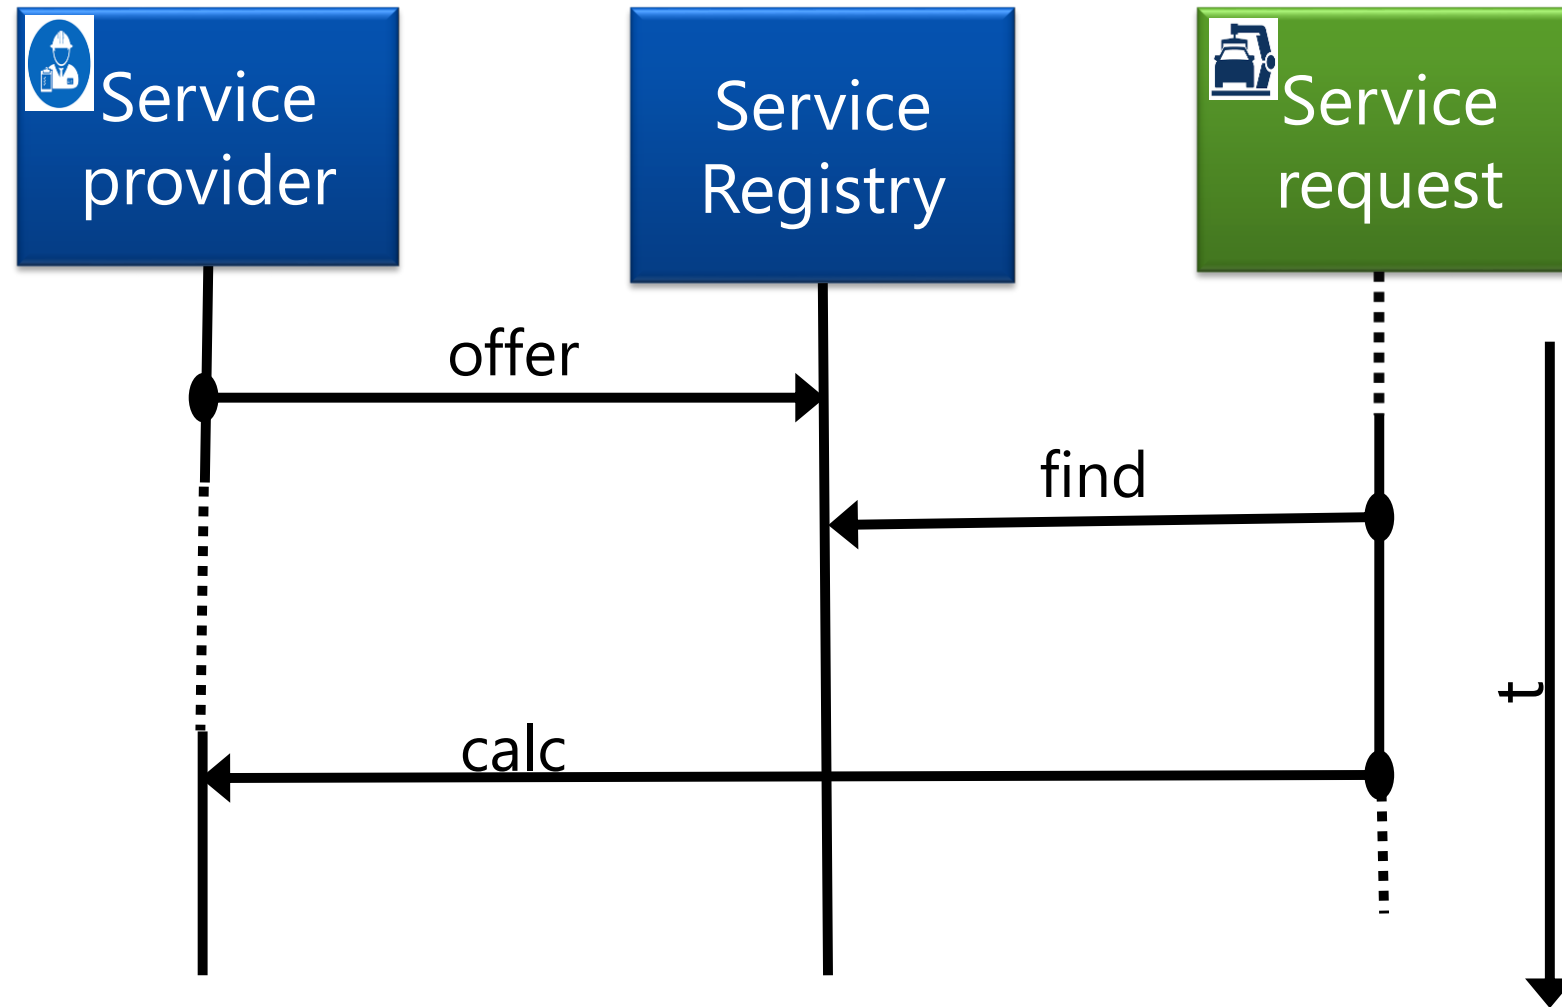 Service
provider
Service
Registry
Service
request
offer
find
calc
t